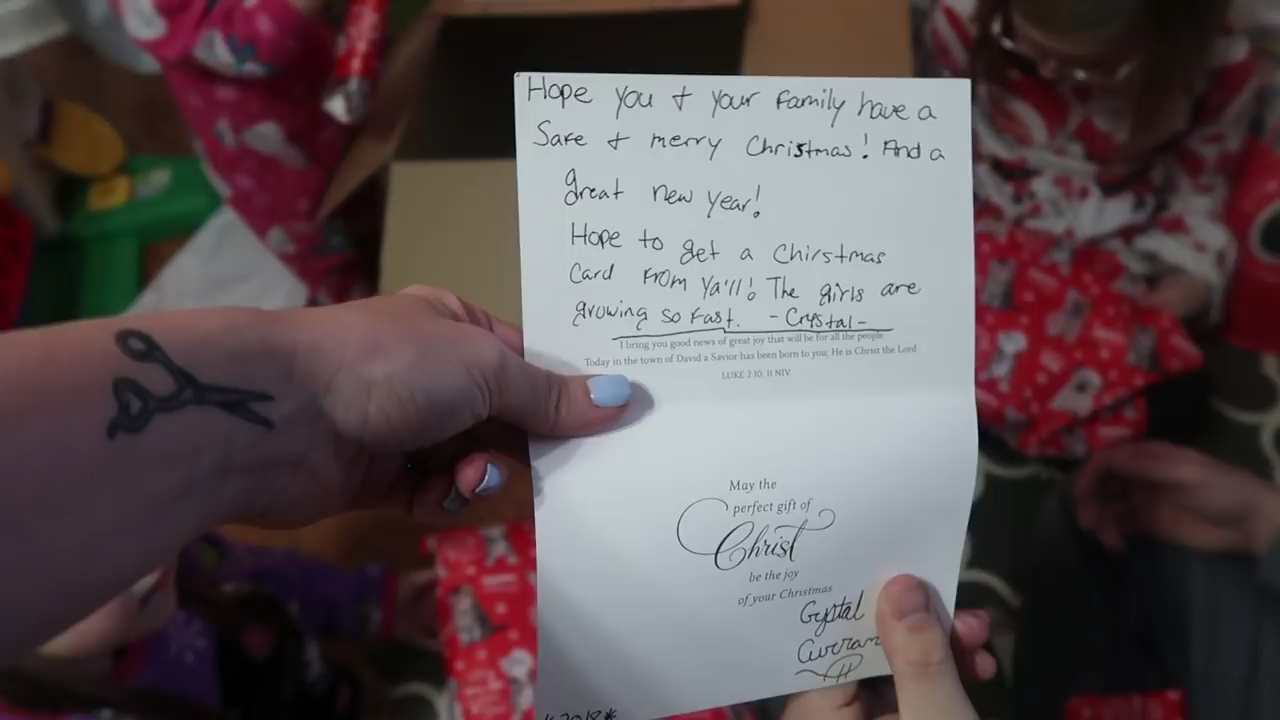 Hope you + your family have a
Safe + merry Christmas! And a
great new year!
Hope to get a Chirstmas
Card From Ya'll! The girls are
growing so fast. -Crystal-
I bring you good news of great joy that will be for all the people.
Today in the town of David a Savior has been born to you; He is Christ the Lord
LUKE 2:10, 11 NIV
May the
perfect gift of
Christ
be the joy
of your Christmas
Crystal
Curran
*2018*